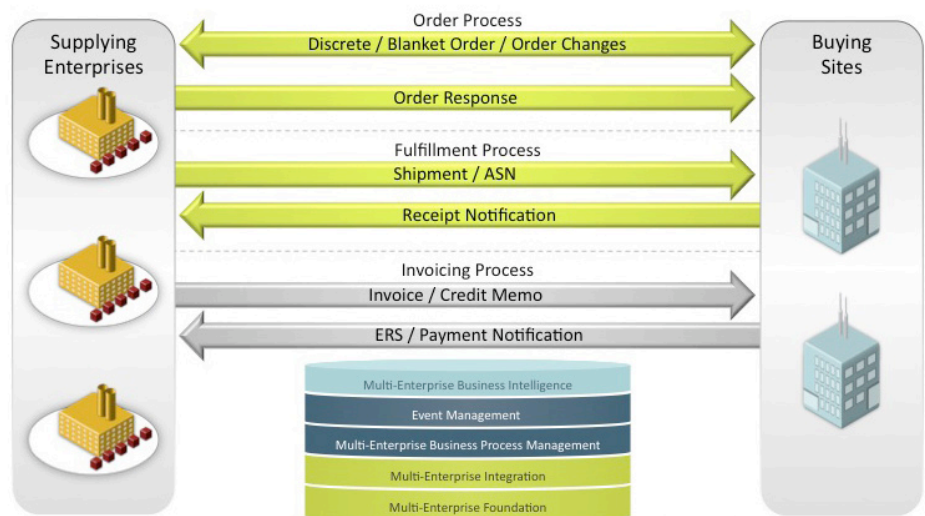 Supplying
Enterprises
Order Process
Discrete / Blanket Order / Order Changes
Order Response
Fulfillment Process
Shipment / ASN
Receipt Notification
Invoicing Process
Invoice / Credit Memo
ERS / Payment Notification
Buying
Sites
Multi-Enterprise Business Intelligence
Event Management
Multi-Enterprise Business Process Management
Multi-Enterprise Integration
Multi-Enterprise Foundation